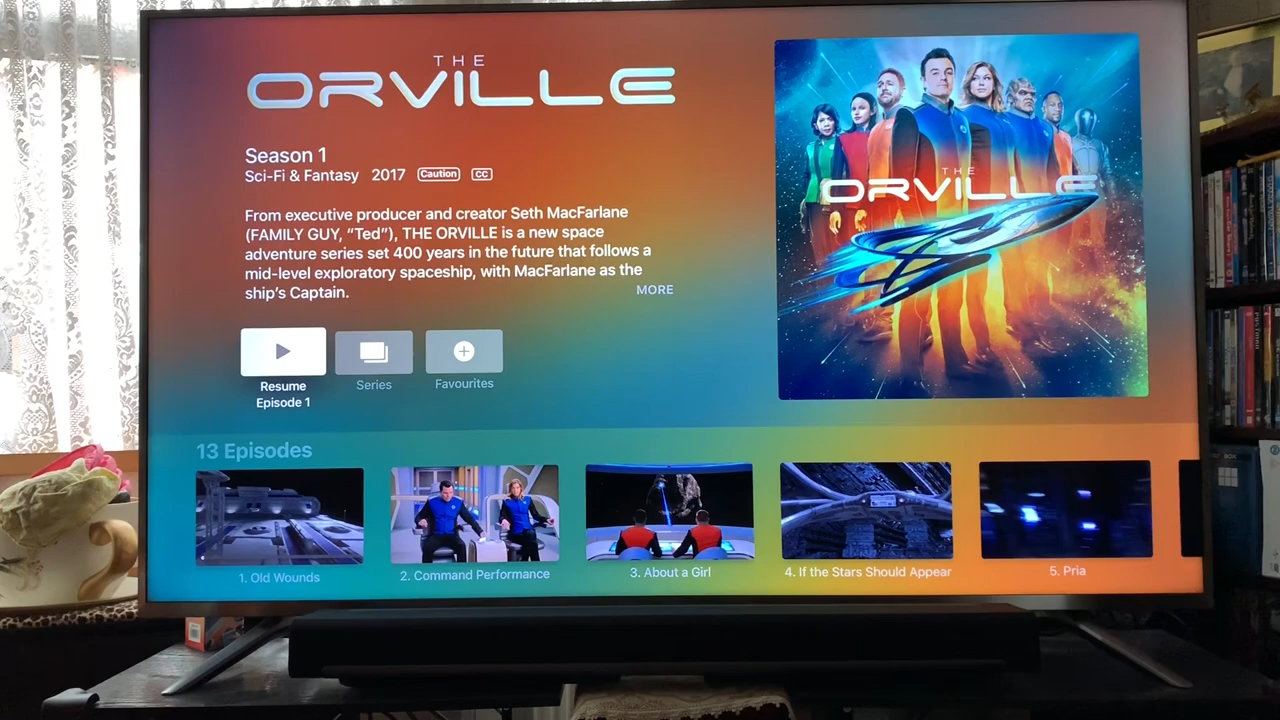 THE
ORVILLE
Season 1
Sci-Fi & Fantasy 2017 Caution CC
From executive producer and creator Seth MacFarlane
(FAMILY GUY, “Ted”), THE ORVILLE is a new space
adventure series set 400 years in the future that follows a
mid-level exploratory spaceship, with MacFarlane as the
ship’s Captain.
MORE
Resume
Episode 1
Series
Favourites
THE
ORVILLE
13 Episodes
1. Old Wounds
2. Command Performance
3. About a Girl
4. If the Stars Should Appear
5. Pria